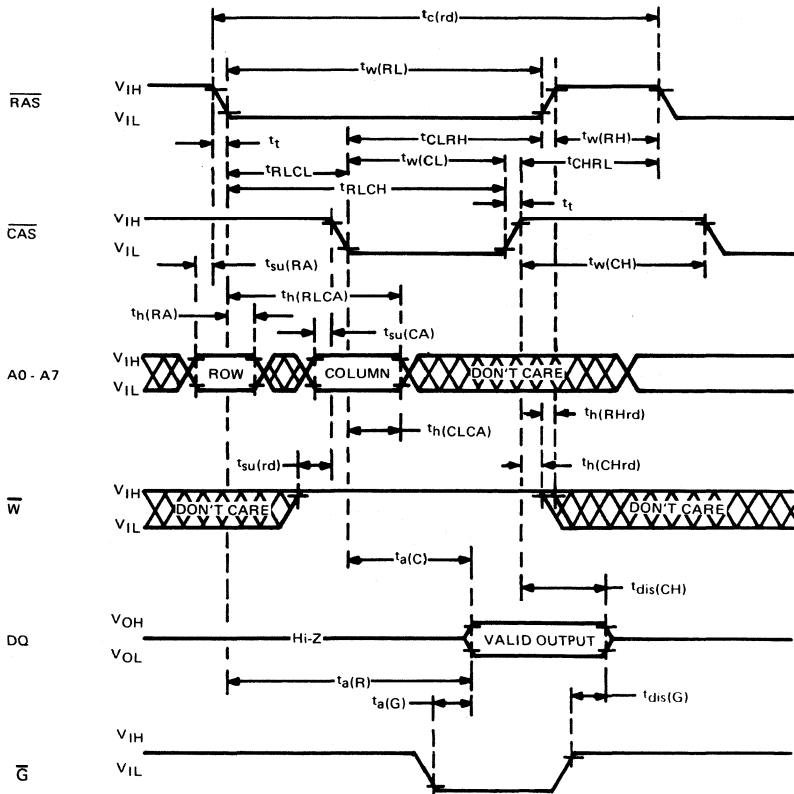 tc(rd)
tw(RL)
RAS
VIH
VIL
tCLRH
tw(RH)
tt
tRLCL
tw(CL)
tCHRL
tRLCH
tt
CAS
VIH
VIL
tsu(RA)
tw(CH)
th(RA)
th(RLCA)
tsu(CA)
A0 - A7
VIH
VIL
ROW
COLUMN
DON'T CARE
th(RHrd)
th(CLCA)
tsu(rd)
th(CHrd)
W
VIH
VIL
DON'T CARE
DON'T CARE
ta(C)
tdis(CH)
DQ
VOH
VOL
Hi-Z
VALID OUTPUT
ta(R)
ta(G)
tdis(G)
G
VIH
VIL